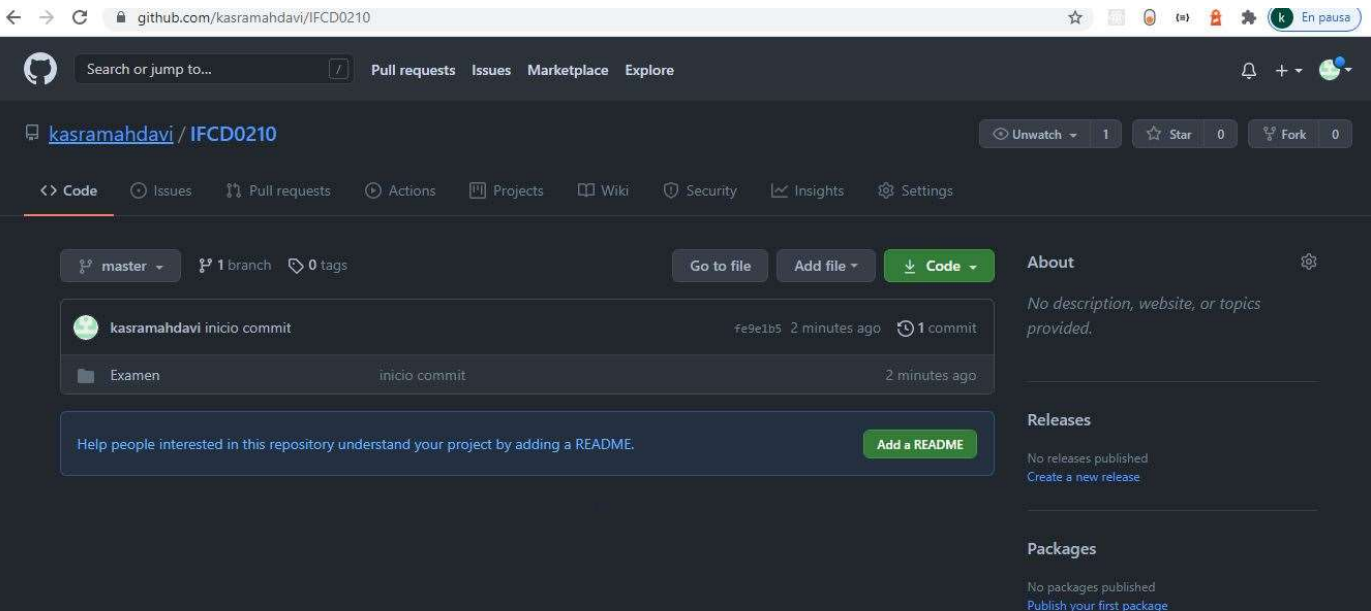 github.com/kasramahdavi/IFCD0210
k En pausa
Search or jump to... /
Pull requests Issues Marketplace Explore
kasramahdavi / IFCD0210
Unwatch 1 Star 0 Fork 0
<> Code Issues Pull requests Actions Projects Wiki Security Insights Settings
master 1 branch 0 tags
Go to file Add file Code
kasramahdavi inicio commit fe9e1b5 2 minutes ago 1 commit
Examen inicio commit 2 minutes ago
Help people interested in this repository understand your project by adding a README. Add a README
About
No description, website, or topics
provided.
Releases
No releases published
Create a new release
Packages
No packages published
Publish your first package